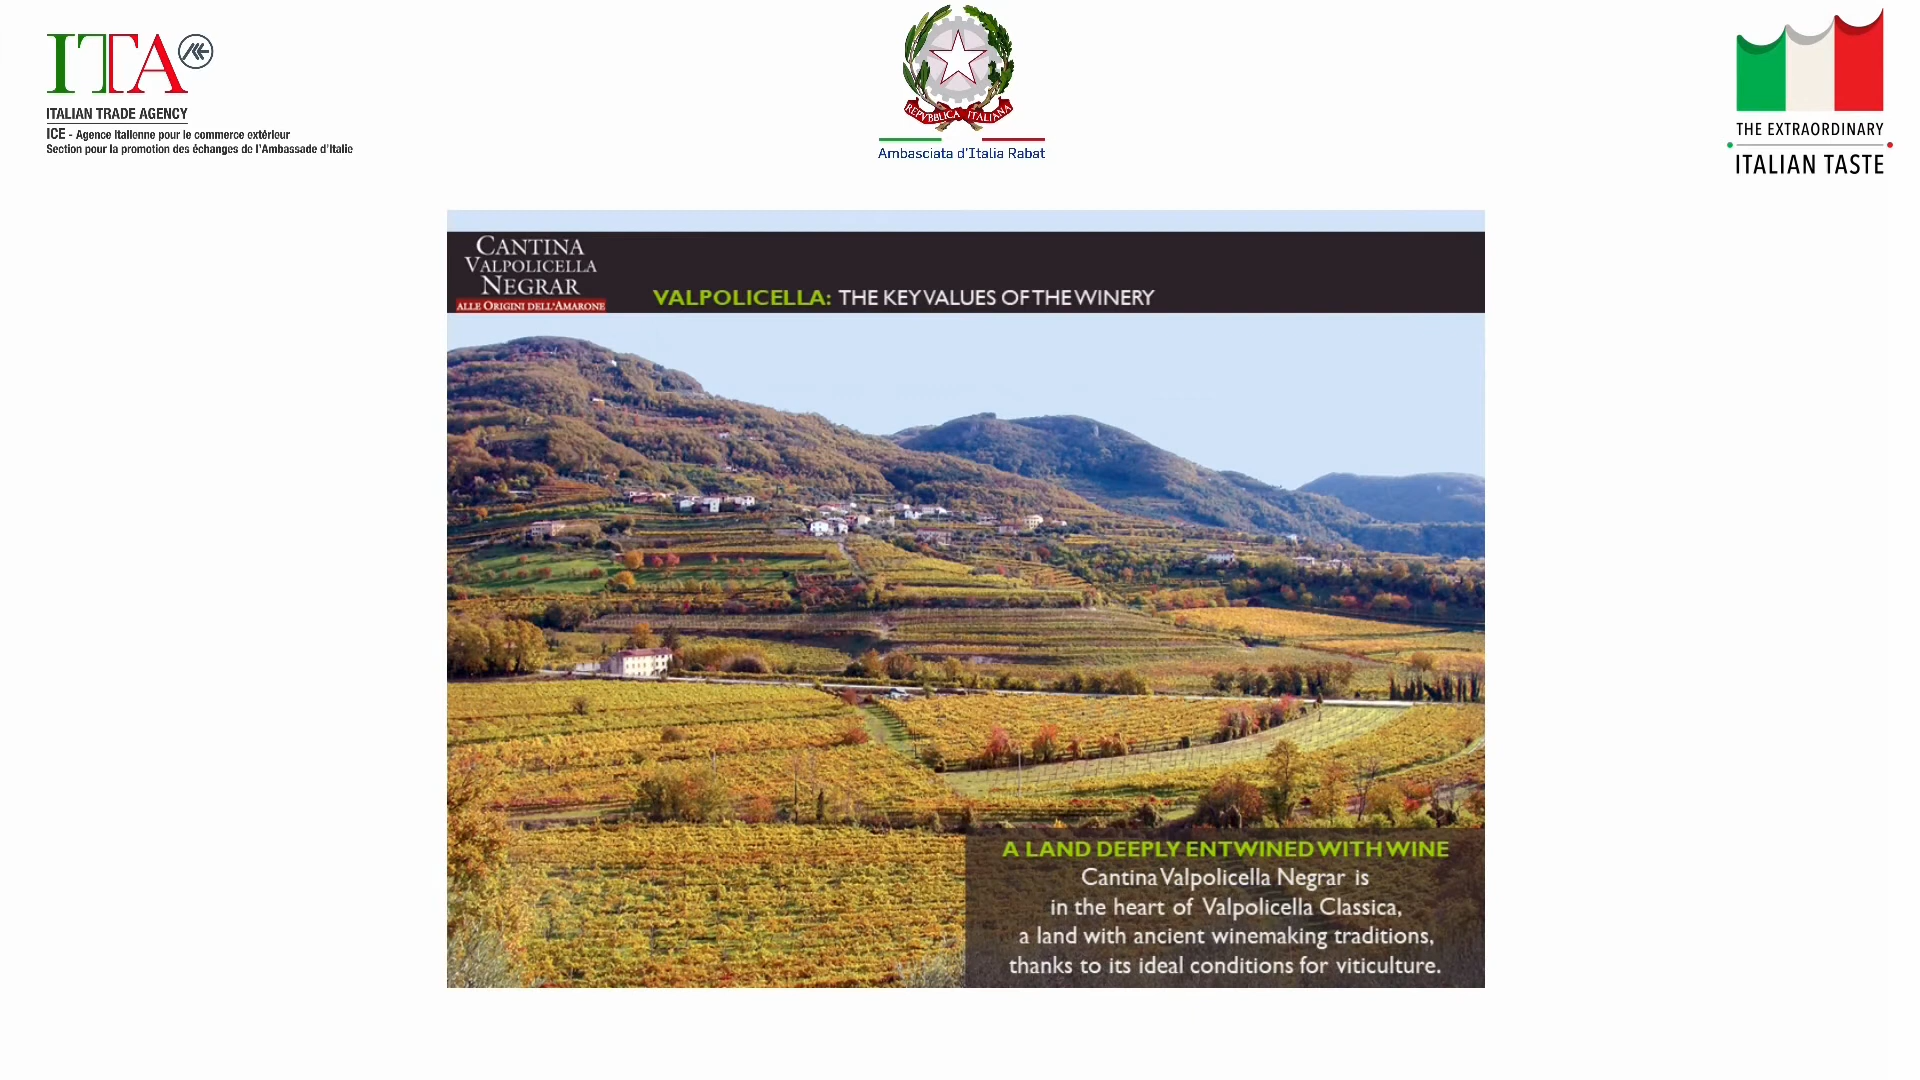 ITA
ITALIAN TRADE AGENCY
ICE - Agence Italienne pour le commerce extérieur
Section pour la promotion des échanges de l'Ambassade d'Italie
REPVBBLICA ITALIANA
Ambasciata d'Italia Rabat
THE EXTRAORDINARY
ITALIAN TASTE
CANTINA
VALPOLICELLA
NEGRAR
ALLE ORIGINI DELL'AMARONE
VALPOLICELLA: THE KEY VALUES OF THE WINERY
A LAND DEEPLY ENTWINED WITH WINE
Cantina Valpolicella Negrar is
in the heart of Valpolicella Classica,
a land with ancient winemaking traditions,
thanks to its ideal conditions for viticulture.